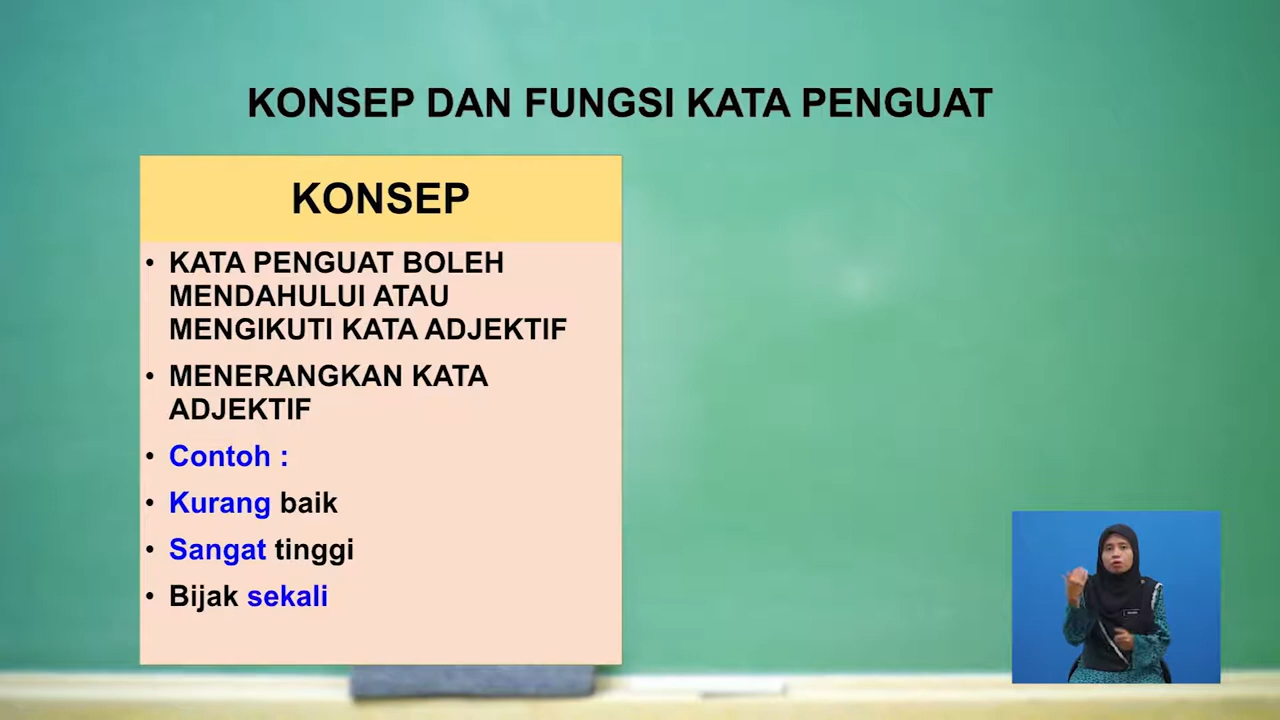 KONSEP DAN FUNGSI KATA PENGUAT
KONSEP
• KATA PENGUAT BOLEH
MENDAHULUI ATAU
MENGIKUTI KATA ADJEKTIF
• MENERANGKAN KATA
ADJEKTIF
• Contoh :
• Kurang baik
• Sangat tinggi
• Bijak sekali